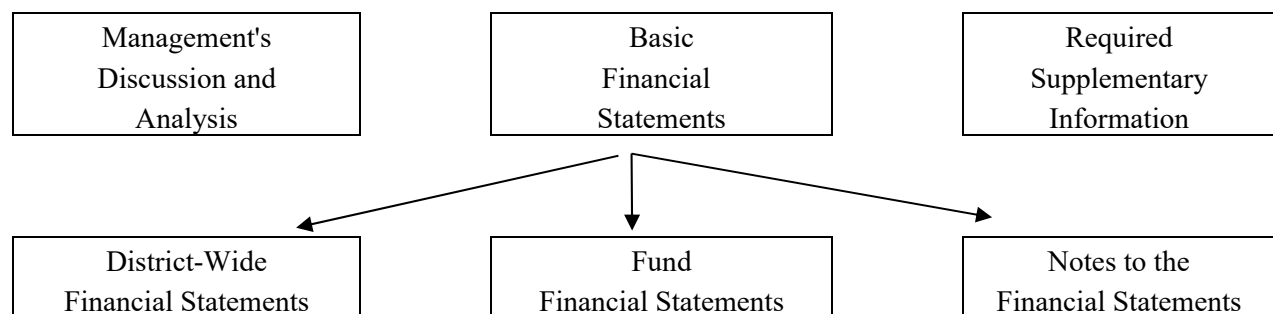 Management's
Discussion and
Analysis
Basic
Financial
Statements
Required
Supplementary
Information
District-Wide
Financial Statements
Fund
Financial Statements
Notes to the
Financial Statements